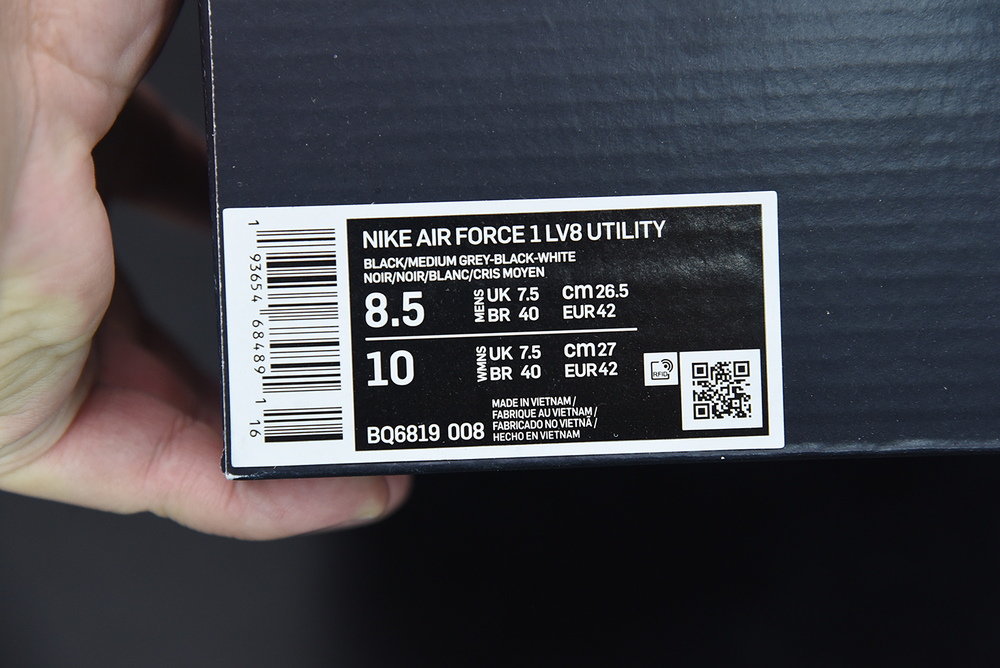 1 93654 68489 1 16
NIKE AIR FORCE 1 LV8 UTILITY
BLACK/MEDIUM GREY-BLACK-WHITE
NOIR/NOIR/BLANC/CRIS MOYEN
8.5 MENS UK 7.5 cm 26.5
BR 40 EUR 42
10 WMNS UK 7.5 cm 27
BR 40 EUR 42
RFID
MADE IN VIETNAM /
FABRIQUE AU VIETNAM /
FABRICADO NO VIETNÃ /
HECHO EN VIETNAM
BQ6819 008